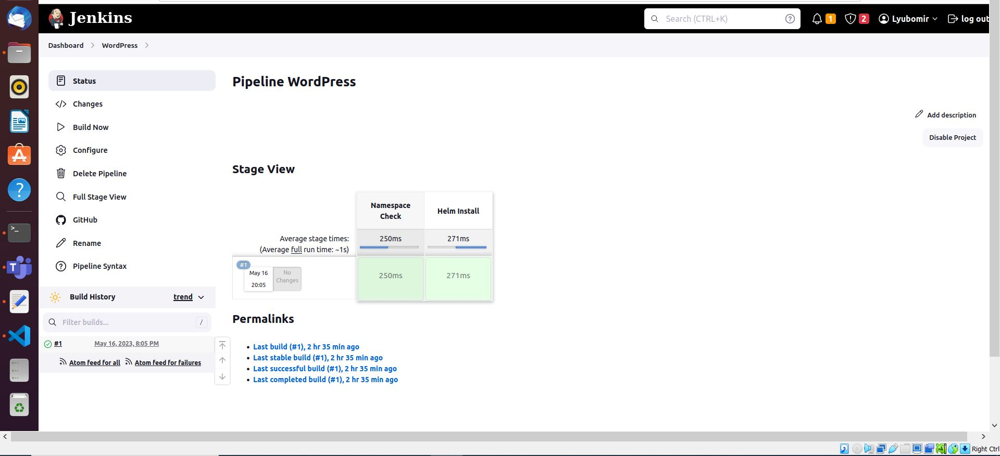 Jenkins
Search (CTRL+K)
?
1
2
Lyubomir
log out
Dashboard
WordPress
Status
Changes
Build Now
Configure
Delete Pipeline
Full Stage View
GitHub
Rename
Pipeline Syntax
Build History
trend
Filter builds...
/
#1
May 16, 2023, 8:05 PM
Atom feed for all
Atom feed for failures
Pipeline WordPress
Add description
Disable Project
Stage View
Namespace
Check
Helm Install
Average stage times:
(Average full run time: ~1s)
250ms
271ms
#1
May 16
20:05
No
Changes
250ms
271ms
Permalinks
Last build (#1), 2 hr 35 min ago
Last stable build (#1), 2 hr 35 min ago
Last successful build (#1), 2 hr 35 min ago
Last completed build (#1), 2 hr 35 min ago
Right Ctrl